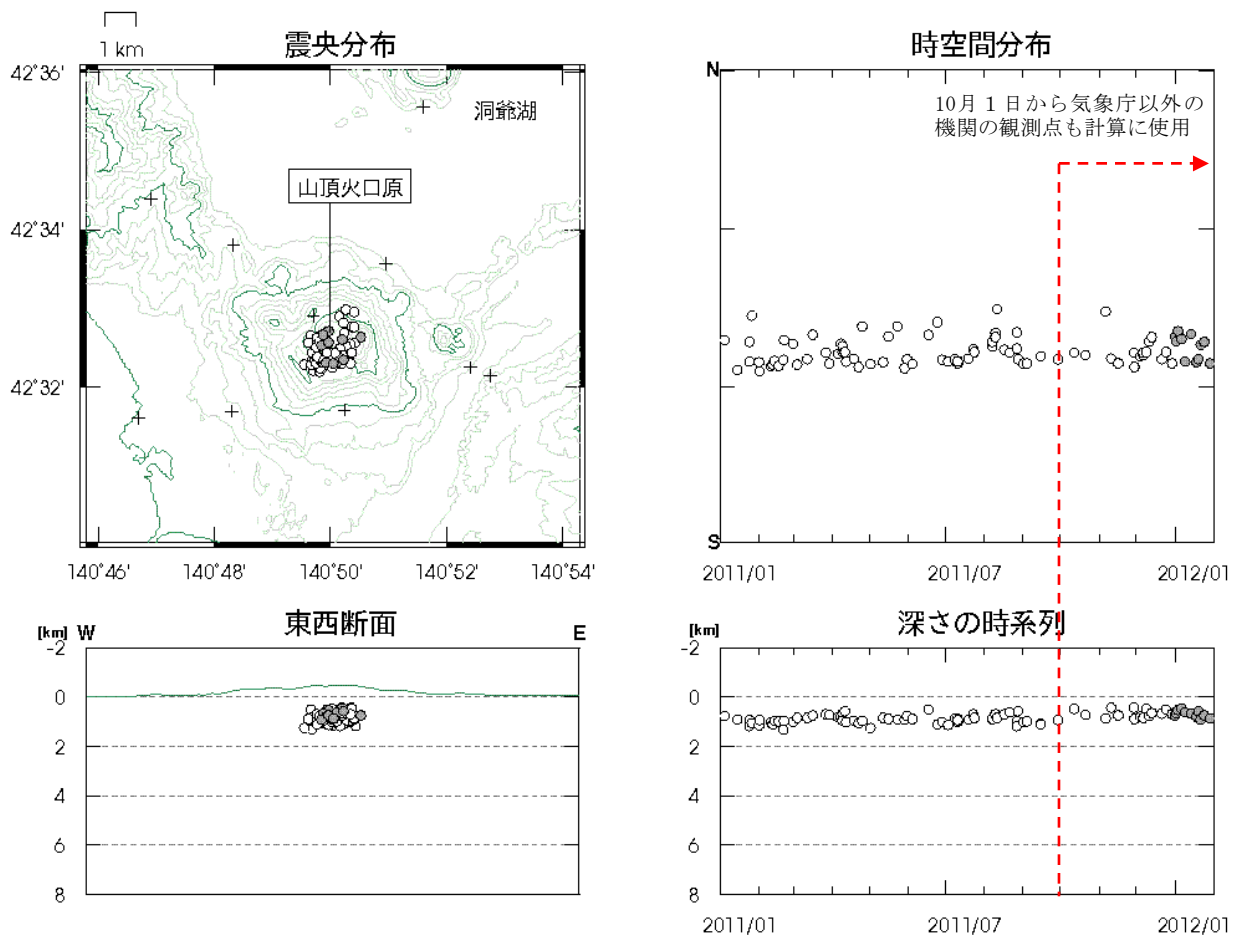 1 km
震央分布
42°36'
42°34'
42°32'
洞爺湖
山頂火口原
140°46'
140°48'
140°50'
140°52'
140°54'
時空間分布
N
10月1日から気象庁以外の
機関の観測点も計算に使用
S
2011/01
2011/07
2012/01
東西断面
[km]
W
E
-2
0
2
4
6
8
深さの時系列
[km]
-2
0
2
4
6
8
2011/01
2011/07
2012/01